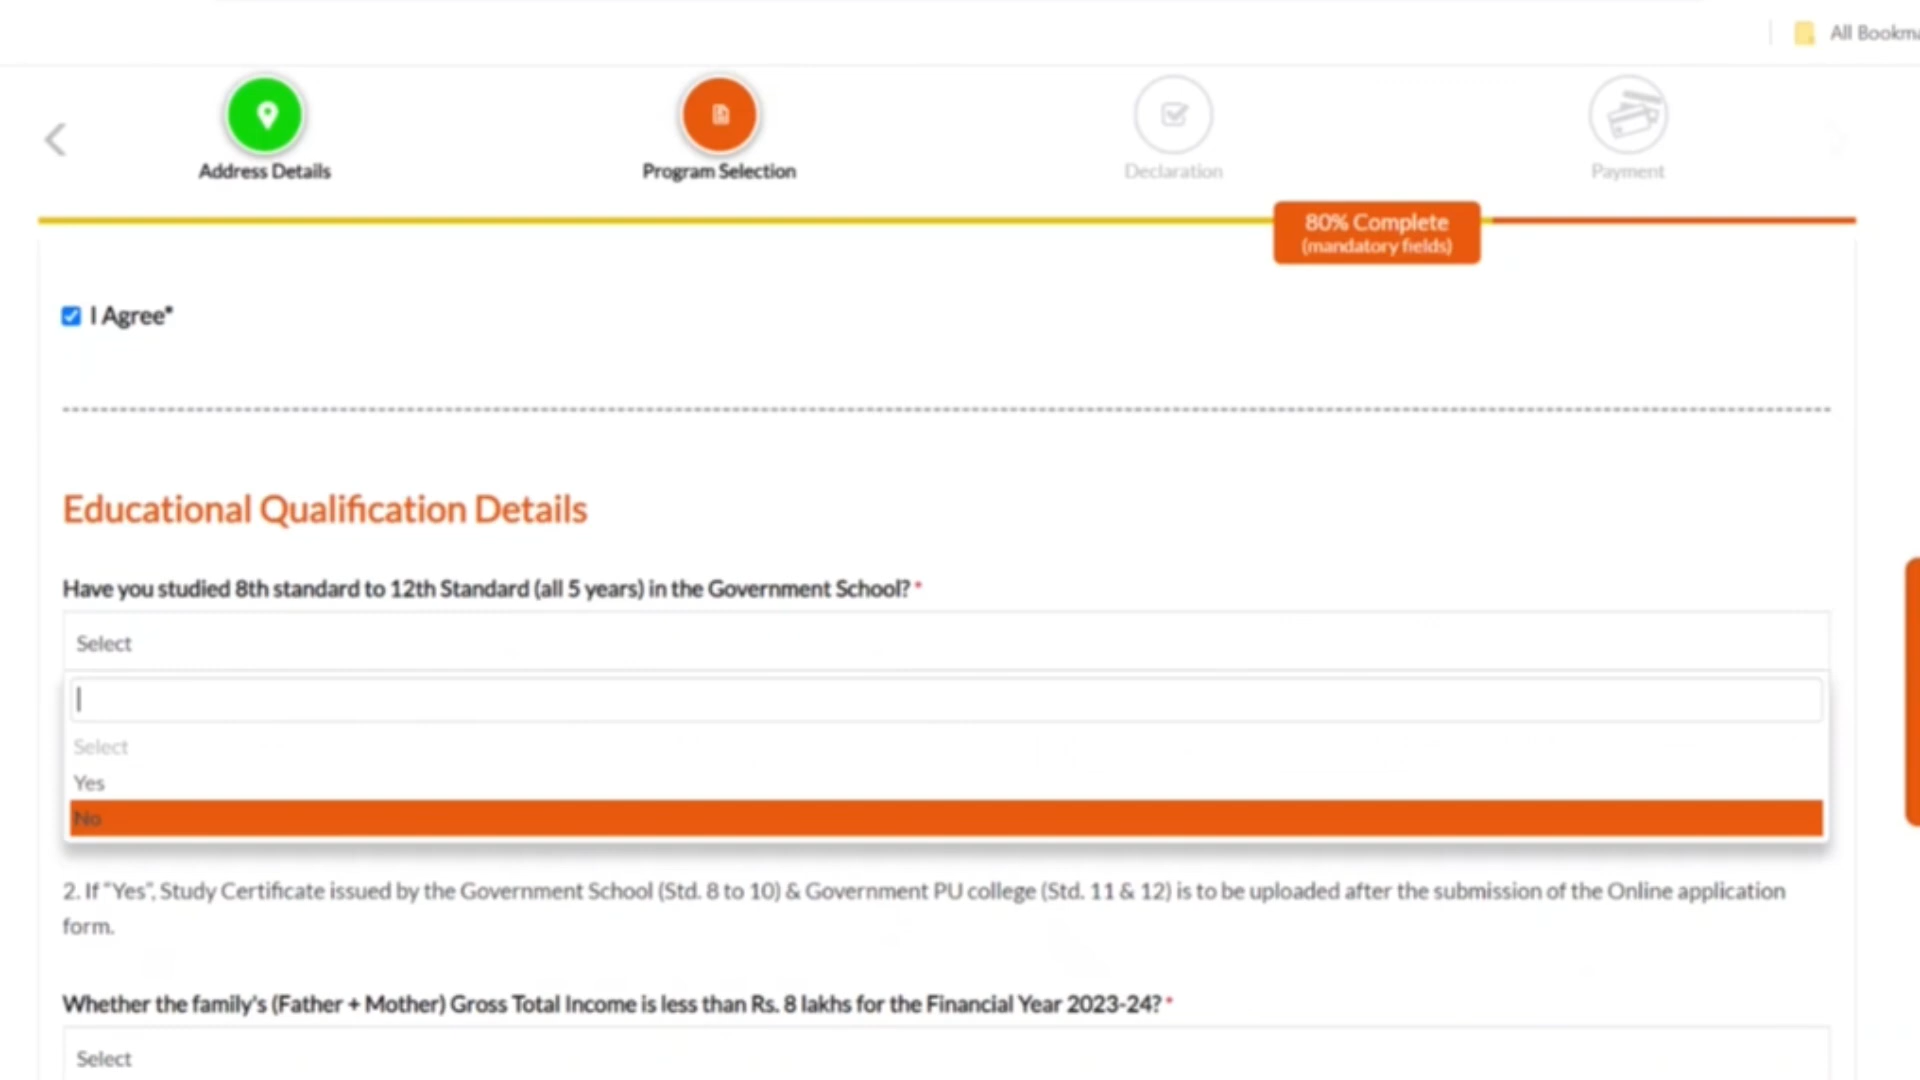 All Bookma
Address Details
Program Selection
Declaration
Payment
80% Complete
(mandatory fields)
I Agree*
Educational Qualification Details
Have you studied 8th standard to 12th Standard (all 5 years) in the Government School? *
Select
Select
Yes
No
2. If "Yes", Study Certificate issued by the Government School (Std. 8 to 10) & Government PU college (Std. 11 & 12) is to be uploaded after the submission of the Online application
form.
Whether the family's (Father + Mother) Gross Total Income is less than Rs. 8 lakhs for the Financial Year 2023-24? *
Select